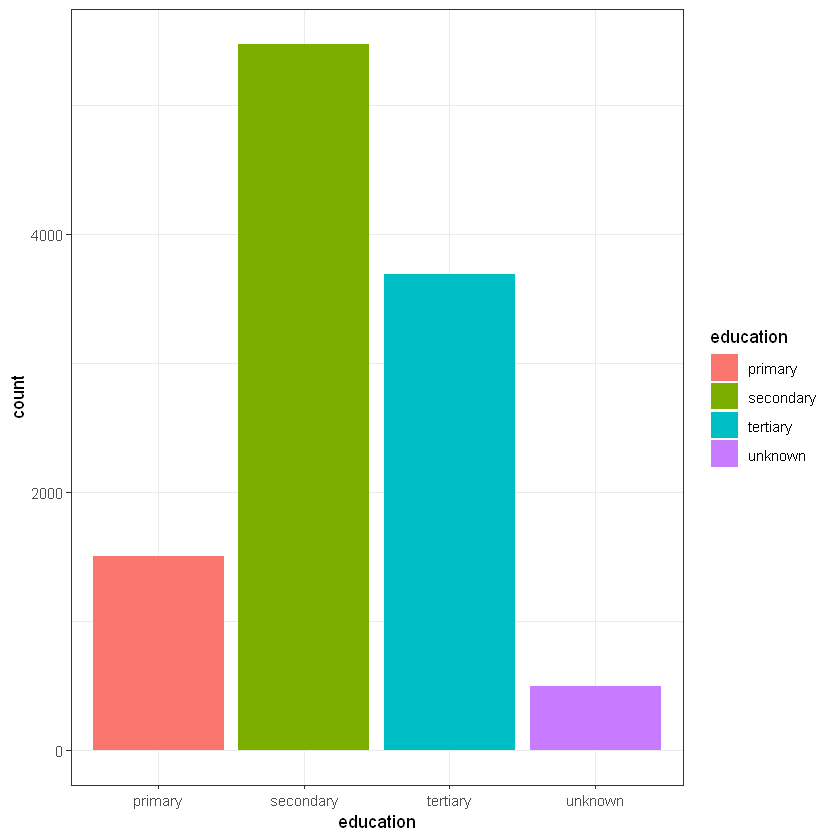 count
4000
2000
0
primary
secondary
tertiary
unknown
education
education
primary
secondary
tertiary
unknown